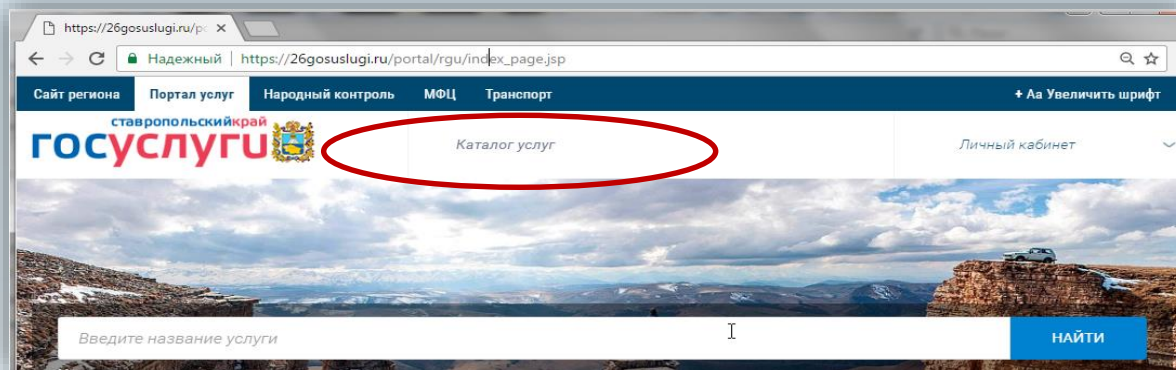 https://26gosuslugi.ru/po
Надежный https://26gosuslugi.ru/portal/rgu/index_page.jsp
Сайт региона Портал услуг Народный контроль МФЦ Транспорт + Аа Увеличить шрифт
ставропольскийкрай
госуслуги
Каталог услуг Личный кабинет
Введите название услуги НАЙТИ